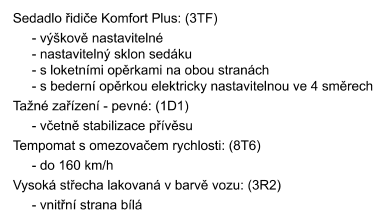 Sedadlo řidiče Komfort Plus: (3TF)
- výškově nastavitelné
- nastavitelný sklon sedáku
- s loketními opěrkami na obou stranách
- s bederní opěrkou elektricky nastavitelnou ve 4 směrech
Tažné zařízení - pevné: (1D1)
- včetně stabilizace přívěsu
Tempomat s omezovačem rychlosti: (8T6)
- do 160 km/h
Vysoká střecha lakovaná v barvě vozu: (3R2)
- vnitřní strana bílá